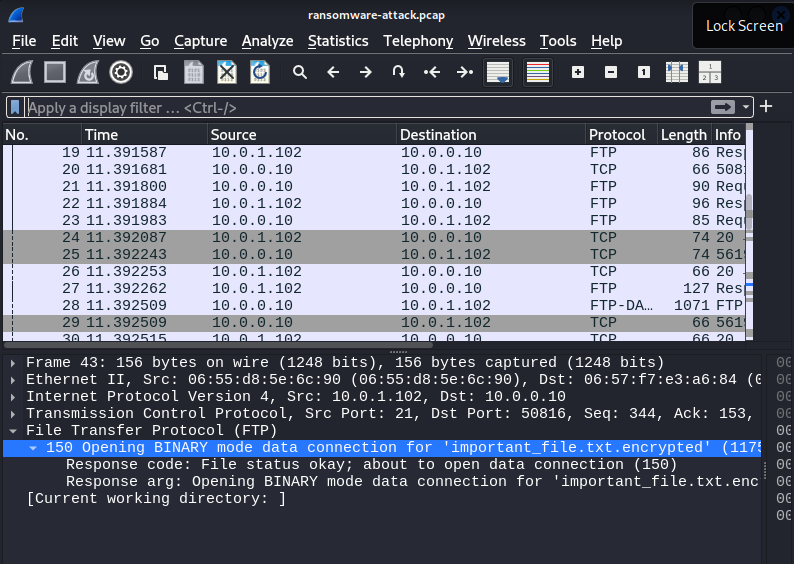 ransomware-attack.pcap
Lock Screen
File Edit View Go Capture Analyze Statistics Telephony Wireless Tools Help
Apply a display filter ... <Ctrl-/>
No. Time Source Destination Protocol Length Info
19 11.391587 10.0.1.102 10.0.0.10 FTP 86 Res
20 11.391681 10.0.0.10 10.0.1.102 TCP 66 508
21 11.391800 10.0.0.10 10.0.1.102 FTP 90 Req
22 11.391884 10.0.1.102 10.0.0.10 FTP 96 Res
23 11.391983 10.0.0.10 10.0.1.102 FTP 85 Req
24 11.392087 10.0.1.102 10.0.0.10 TCP 74 20
25 11.392243 10.0.0.10 10.0.1.102 TCP 74 561
26 11.392253 10.0.1.102 10.0.0.10 TCP 66 20
27 11.392262 10.0.1.102 10.0.0.10 FTP 127 Res
28 11.392509 10.0.0.10 10.0.1.102 FTP-DA… 1071 FTP
29 11.392509 10.0.0.10 10.0.1.102 TCP 66 561
30 11.392515 10.0.1.102 10.0.0.10 TCP 66 20
Frame 43: 156 bytes on wire (1248 bits), 156 bytes captured (1248 bits)
Ethernet II, Src: 06:55:d8:5e:6c:90 (06:55:d8:5e:6c:90), Dst: 06:57:f7:e3:a6:84 (0
Internet Protocol Version 4, Src: 10.0.1.102, Dst: 10.0.0.10
Transmission Control Protocol, Src Port: 21, Dst Port: 50816, Seq: 344, Ack: 153,
File Transfer Protocol (FTP)
150 Opening BINARY mode data connection for 'important_file.txt.encrypted' (1175
Response code: File status okay; about to open data connection (150)
Response arg: Opening BINARY mode data connection for 'important_file.txt.enc
[Current working directory: ]